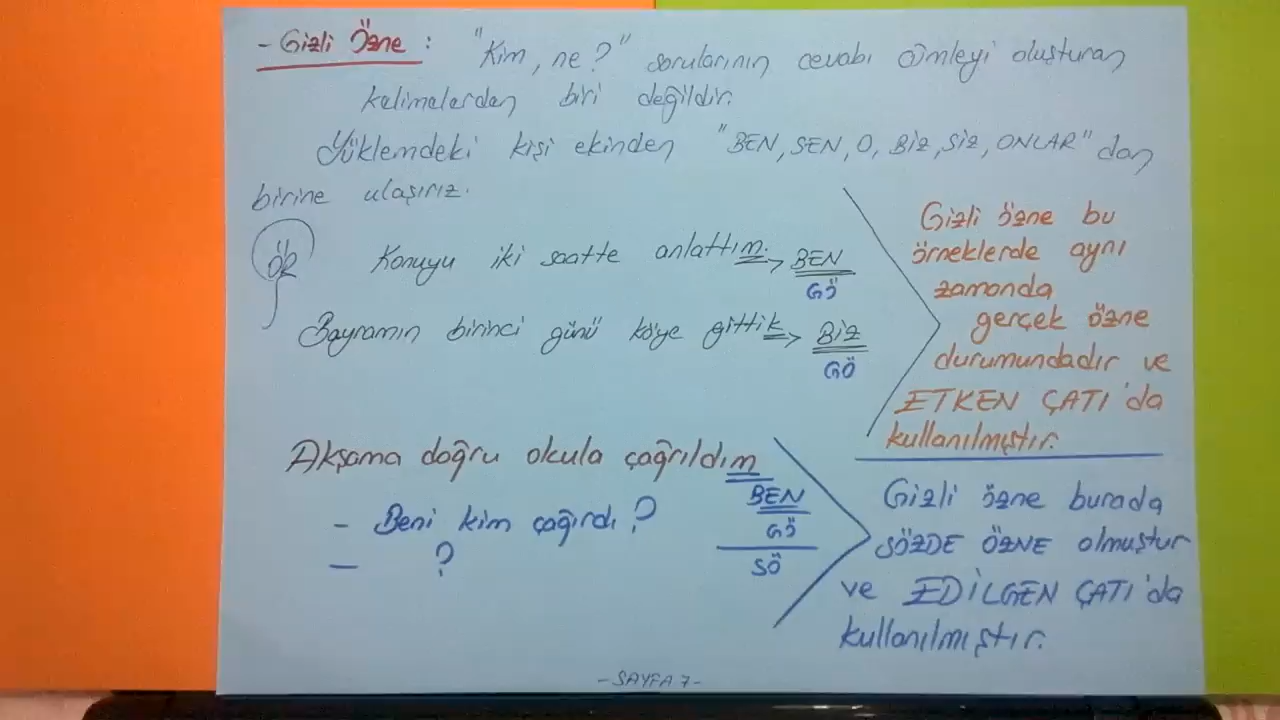 - Gizli Özne : "Kim, ne?" sorularının cevabı cümleyi oluşturan
kelimelerden biri değildir.
Yüklemdeki kişi ekinden "BEN, SEN, O, BİZ, SİZ, ONLAR" dan
birine ulaşırız.
ÖR
Konuyu iki saatte anlattım. BEN
GÖ
Bayramın birinci günü köye gittik BİZ
GÖ
Gizli özne bu
örneklerde aynı
zamanda
gerçek özne
durumundadır ve
ETKEN ÇATI'da
kullanılmıştır.
Akşama doğru okula çağrıldım
BEN
GÖ
SÖ
- Beni kim çağırdı?
- ?
Gizli özne burada
SÖZDE ÖZNE olmuştur
ve EDİLGEN ÇATI'da
kullanılmıştır.
-SAYFA 7-